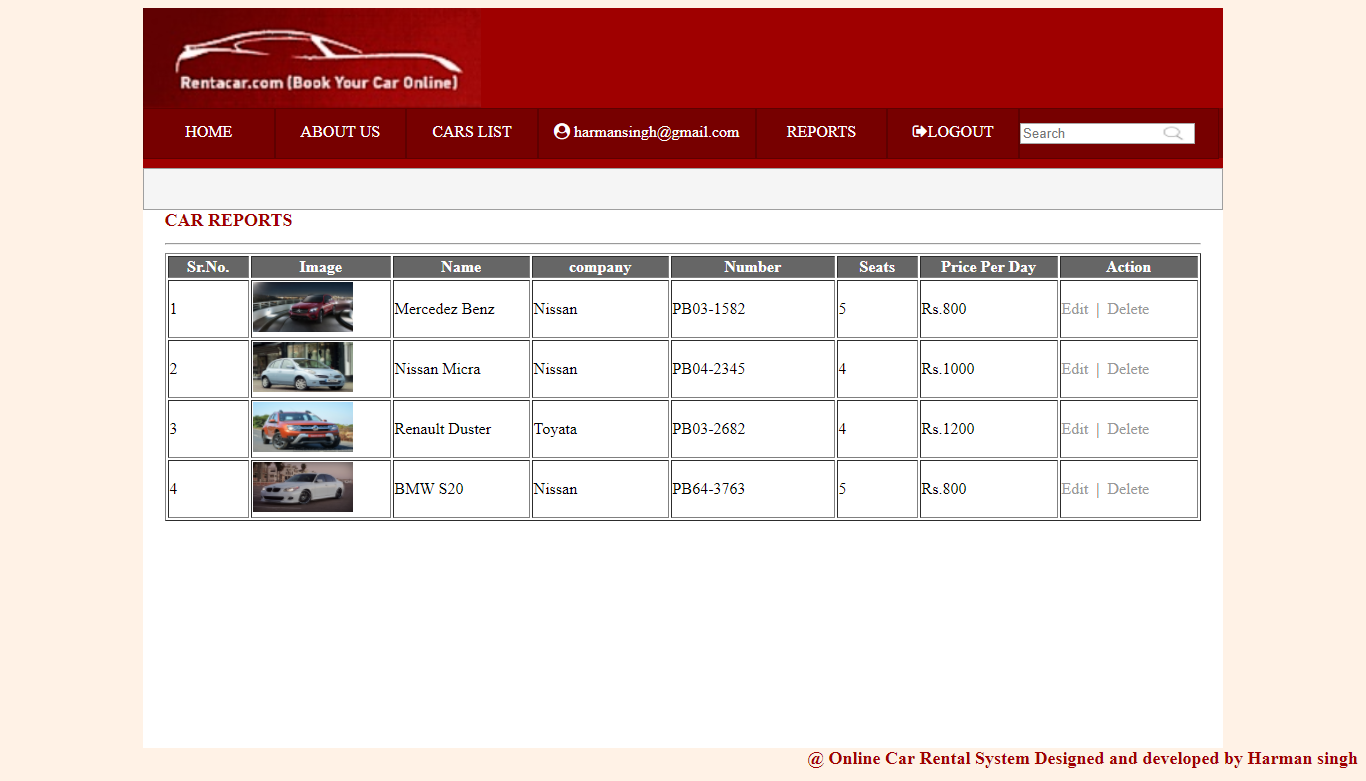 Rentacar.com (Book Your Car Online)
HOME ABOUT US CARS LIST harmansingh@gmail.com REPORTS LOGOUT Search
CAR REPORTS
Sr.No. Image Name company Number Seats Price Per Day Action
1 Mercedez Benz Nissan PB03-1582 5 Rs.800 Edit | Delete
2 Nissan Micra Nissan PB04-2345 4 Rs.1000 Edit | Delete
3 Renault Duster Toyata PB03-2682 4 Rs.1200 Edit | Delete
4 BMW S20 Nissan PB64-3763 5 Rs.800 Edit | Delete
@ Online Car Rental System Designed and developed by Harman singh